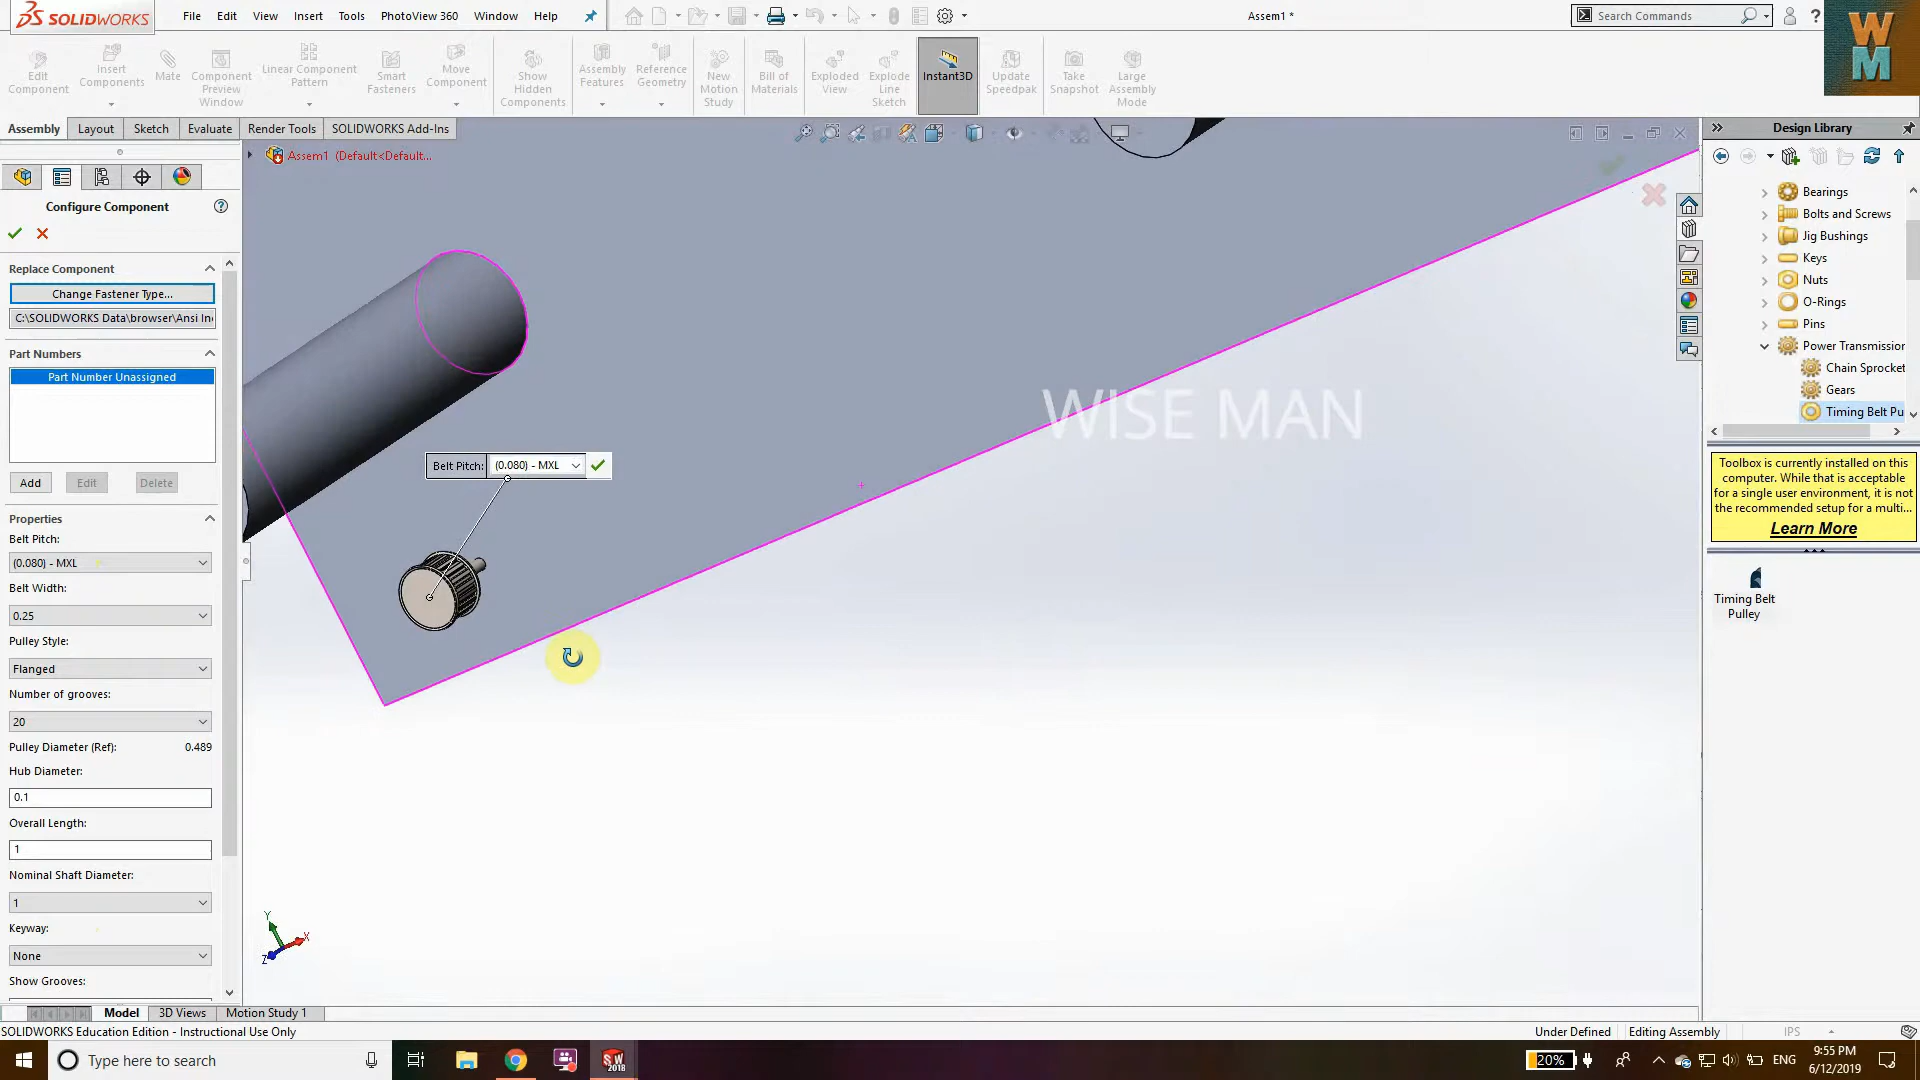 SOLIDWORKS
File Edit View Insert Tools PhotoView 360 Window Help
Assem1 *
Search Commands
?
WM
Edit Component
Insert Components
Mate
Component Preview Window
Linear Component Pattern
Smart Fasteners
Move Component
Show Hidden Components
Assembly Features
Reference Geometry
New Motion Study
Bill of Materials
Exploded View
Explode Line Sketch
Instant3D
Update Speedpak
Take Snapshot
Large Assembly Mode
Assembly Layout Sketch Evaluate Render Tools SOLIDWORKS Add-Ins
Assem1 (Default<Default...
Configure Component
Replace Component
Change Fastener Type...
C:\SOLIDWORKS Data\browser\Ansi In
Part Numbers
Part Number Unassigned
Add Edit Delete
Properties
Belt Pitch:
(0.080) - MXL
Belt Width:
0.25
Pulley Style:
Flanged
Number of grooves:
20
Pulley Diameter (Ref): 0.489
Hub Diameter:
0.1
Overall Length:
1
Nominal Shaft Diameter:
1
Keyway:
None
Show Grooves:
Belt Pitch: (0.080) - MXL
WISE MAN
Y
X
Z
Design Library
Bearings
Bolts and Screws
Jig Bushings
Keys
Nuts
O-Rings
Pins
Power Transmission
Chain Sprocket
Gears
Timing Belt Pu
Toolbox is currently installed on this
computer. While that is acceptable
for a single user environment, it is not
the recommended setup for a multi...
Learn More
Timing Belt
Pulley
Model 3D Views Motion Study 1
SOLIDWORKS Education Edition - Instructional Use Only
Under Defined Editing Assembly IPS
Type here to search
SW 2018
20%
ENG
9:55 PM
6/12/2019